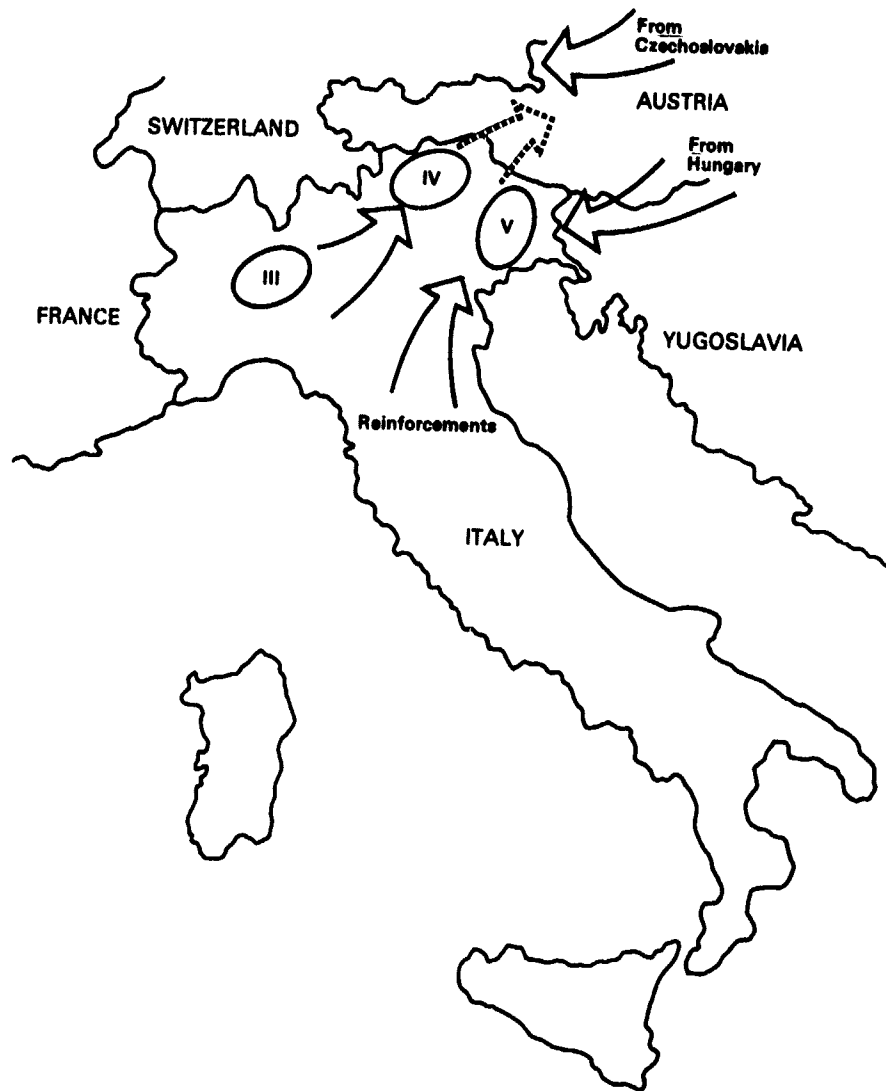 From
Czechoslovakia
AUSTRIA
SWITZERLAND
From
Hungary
IV
V
III
FRANCE
YUGOSLAVIA
Reinforcements
ITALY